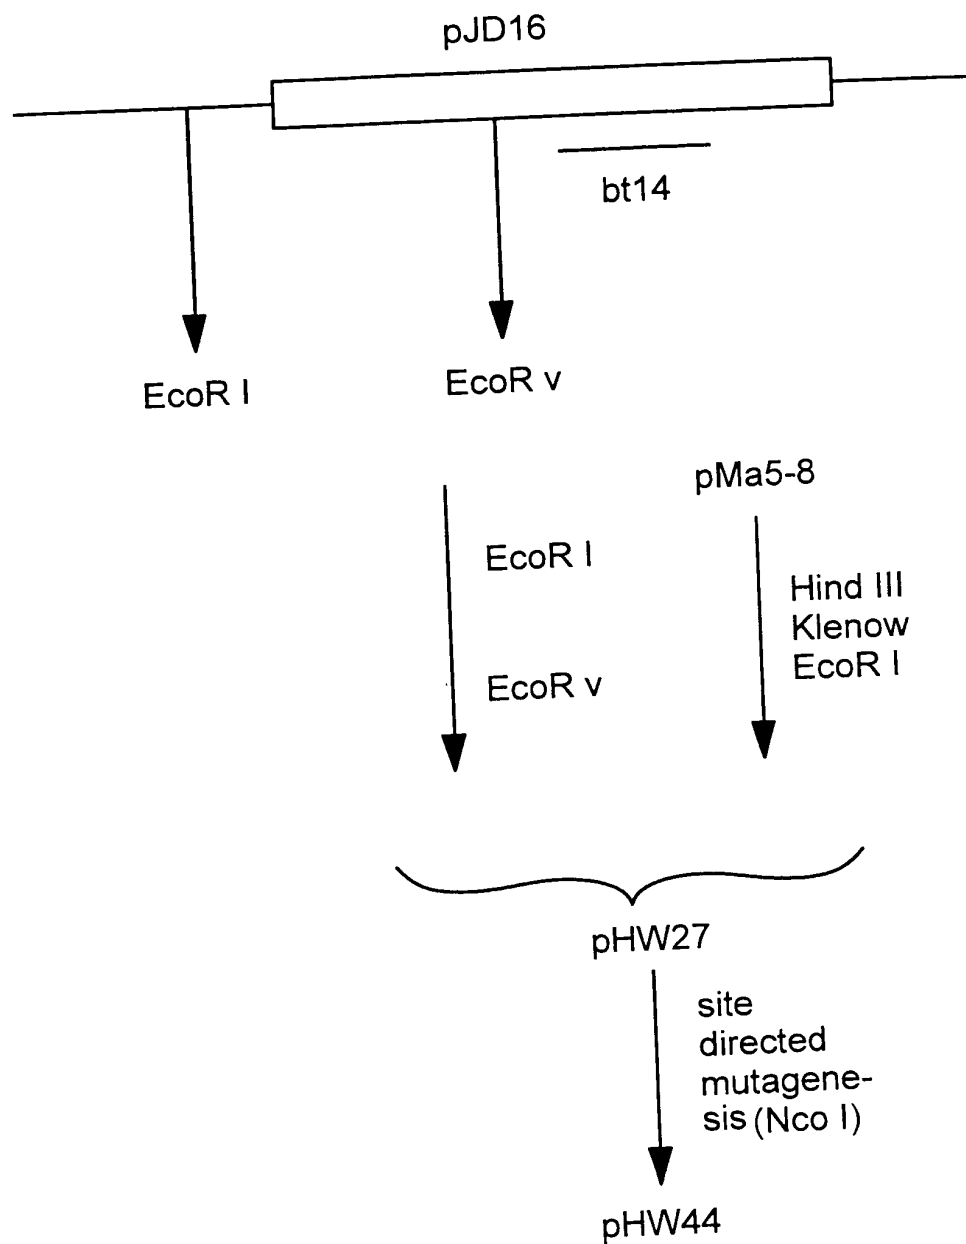 pJD16
bt14
EcoR I
EcoR v
pMa5-8
EcoR I
EcoR v
Hind III
Klenow
EcoR I
pHW27
site
directed
mutagene-
sis (Nco I)
pHW44